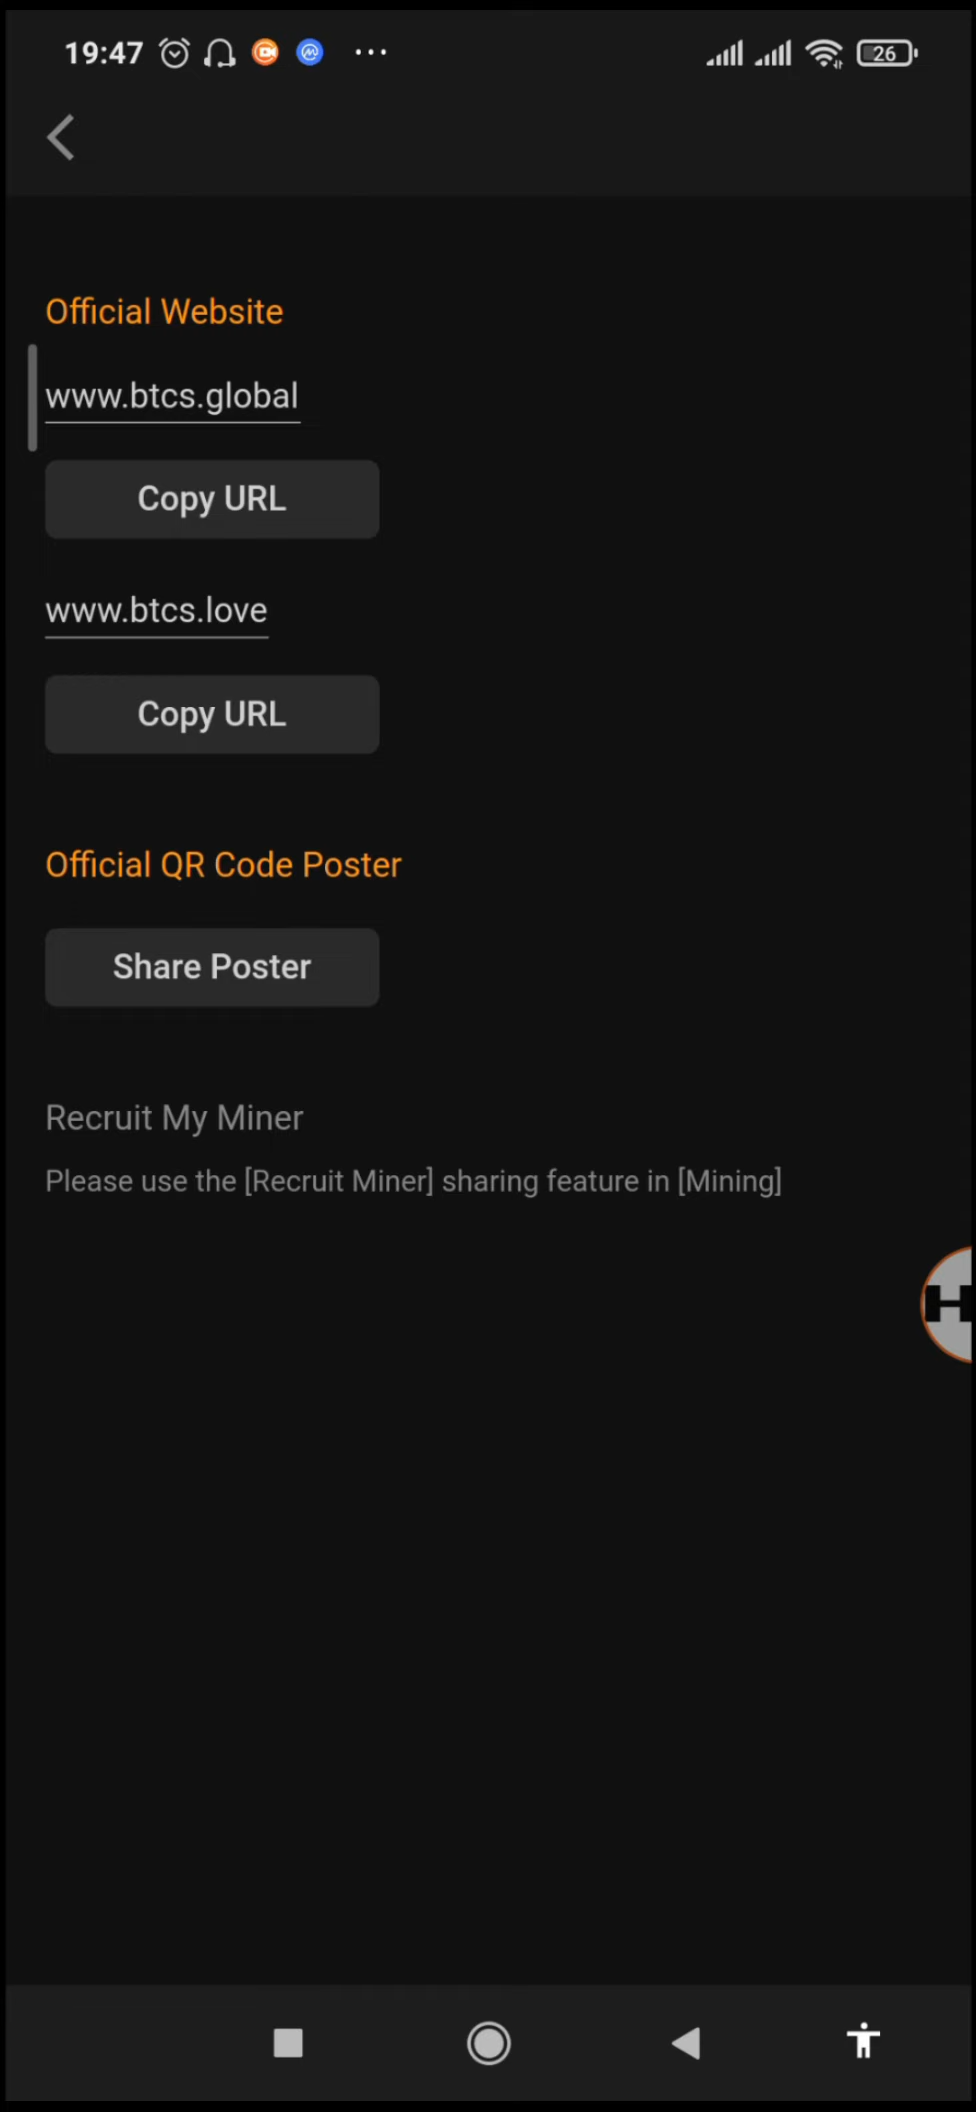 19:47
26
Official Website
www.btcs.global
Copy URL
www.btcs.love
Copy URL
Official QR Code Poster
Share Poster
Recruit My Miner
Please use the [Recruit Miner] sharing feature in [Mining]
H